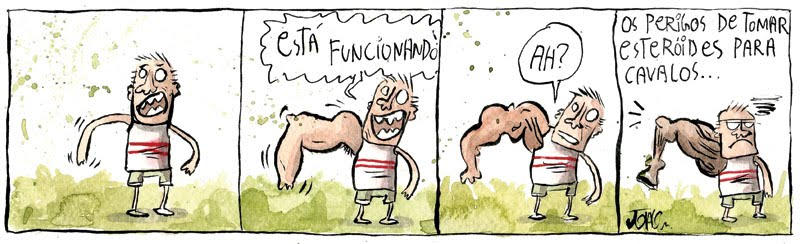 ESTÁ FUNCIONANDO
AH?
OS PERIGOS DE TOMAR
ESTERÓIDES PARA
CAVALOS...